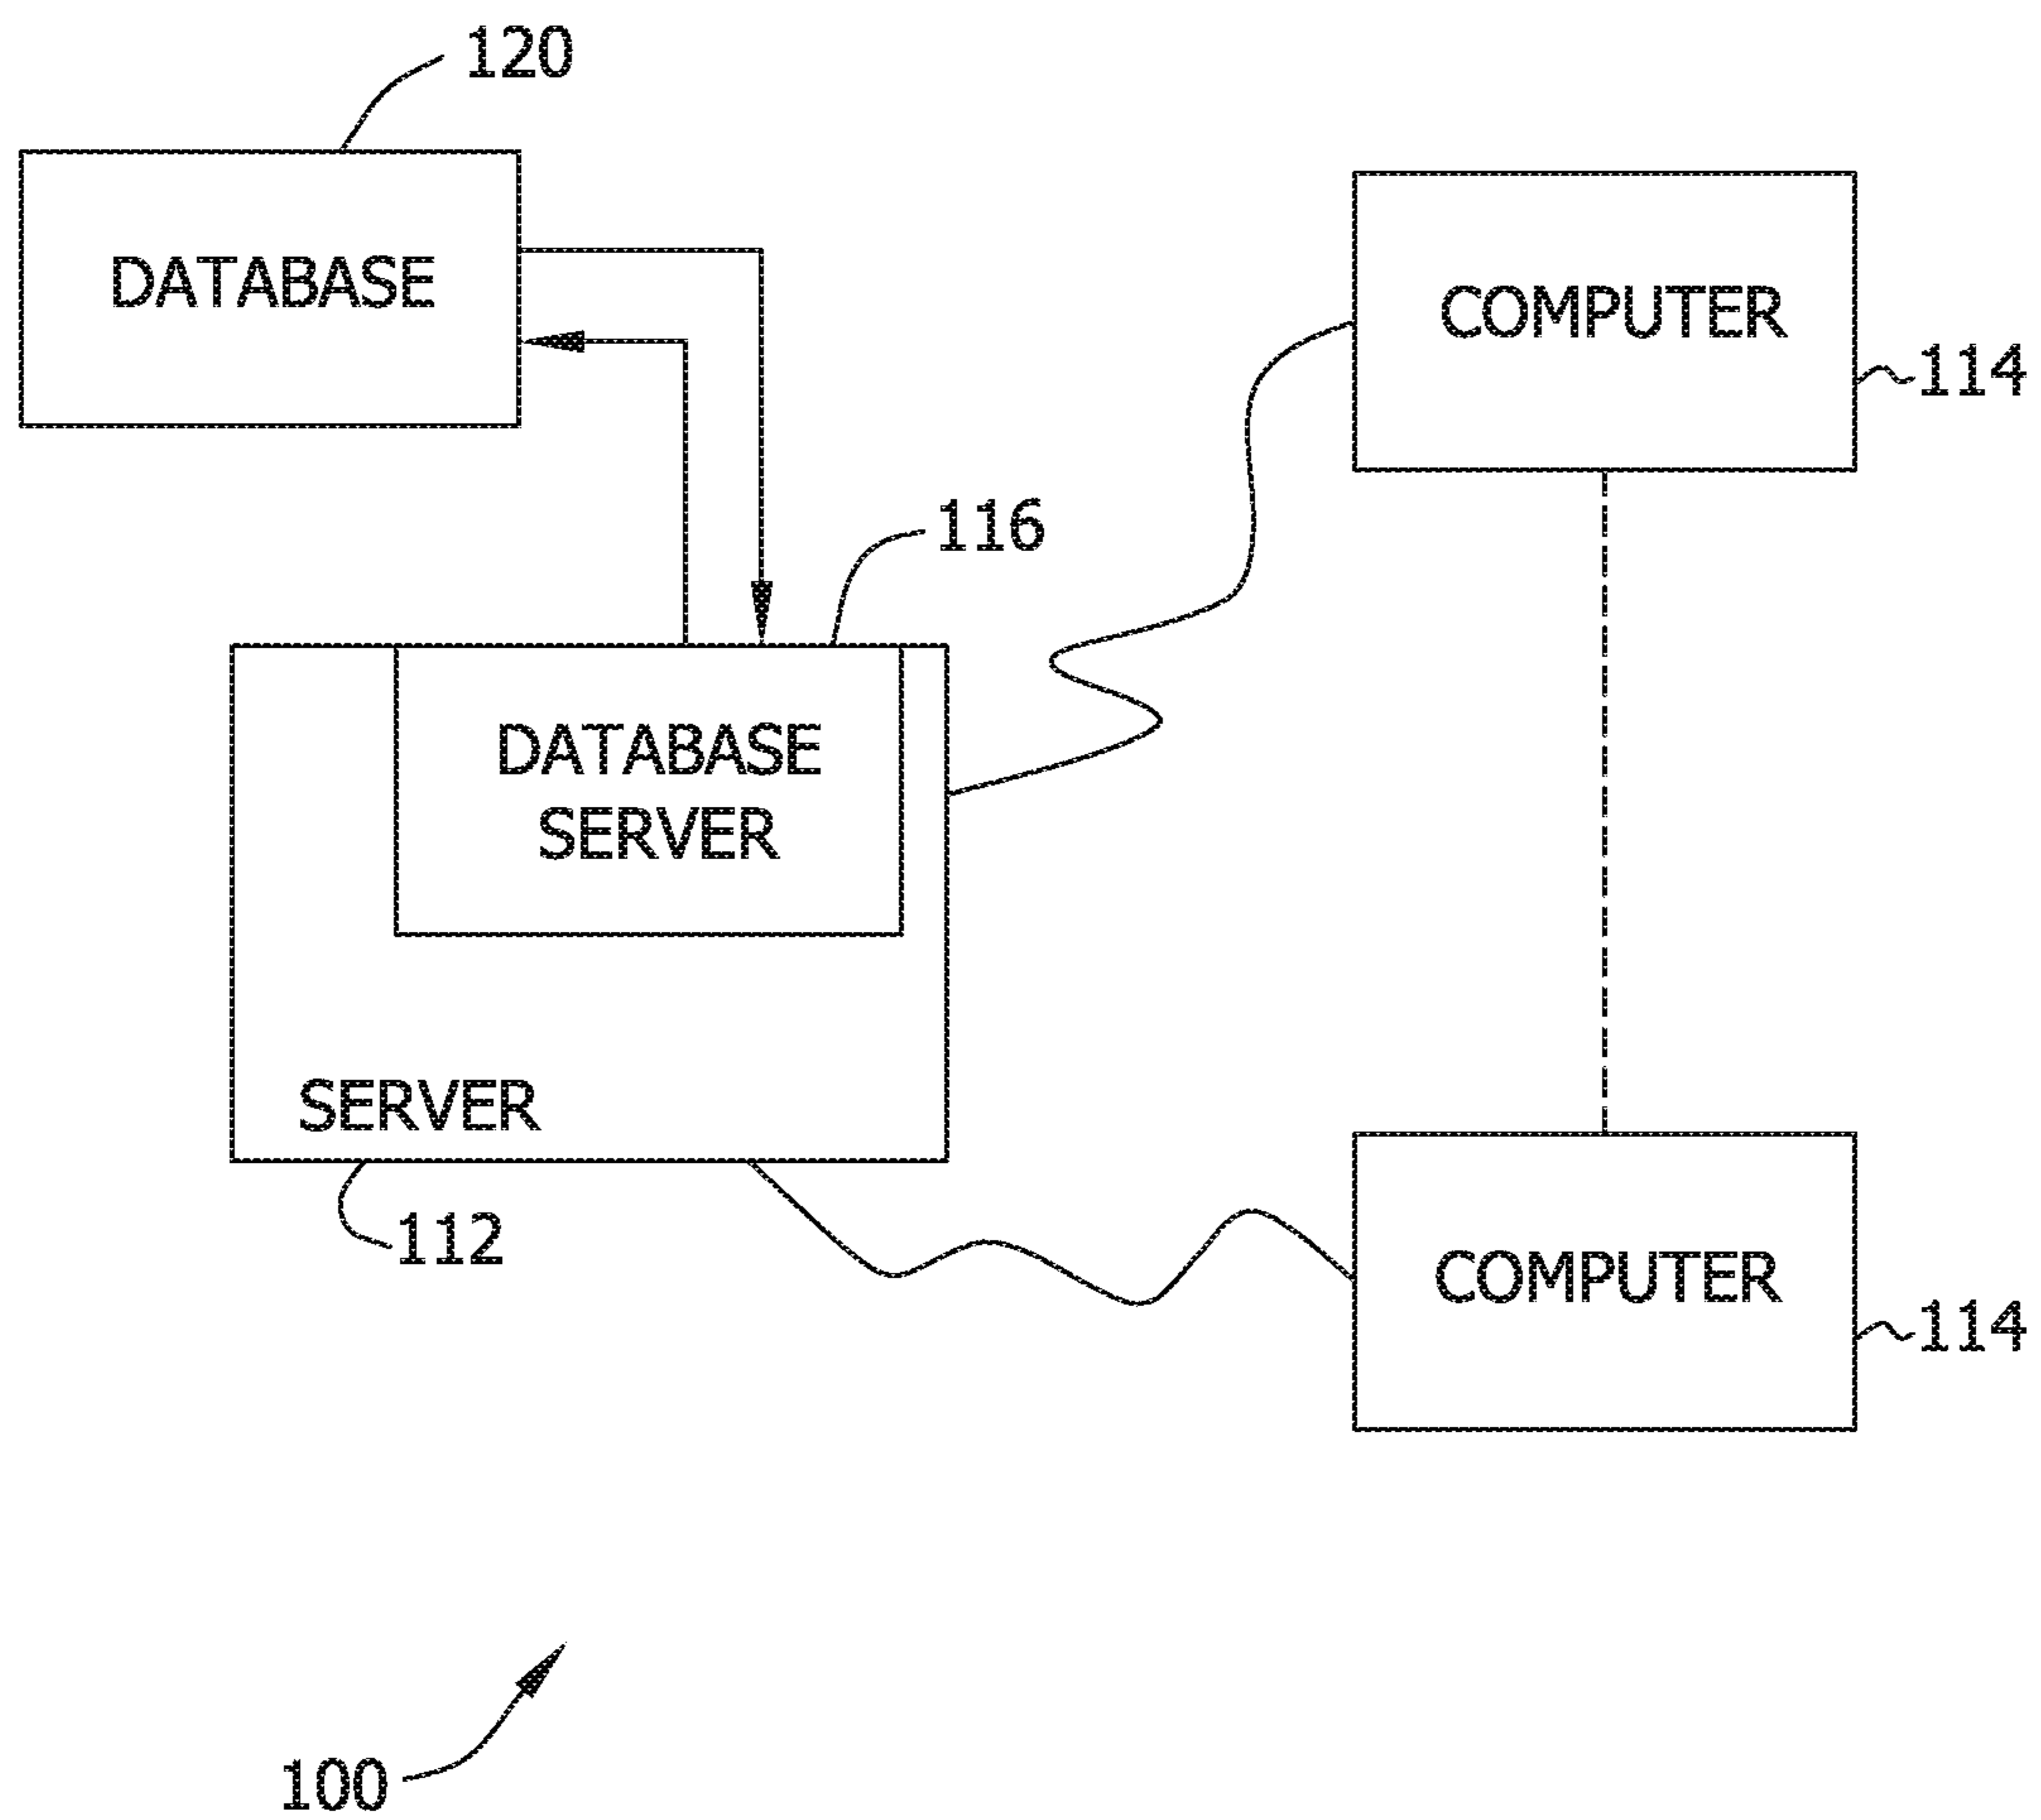 120
DATABASE
COMPUTER
114
116
DATABASE
SERVER
SERVER
112
COMPUTER
114
100